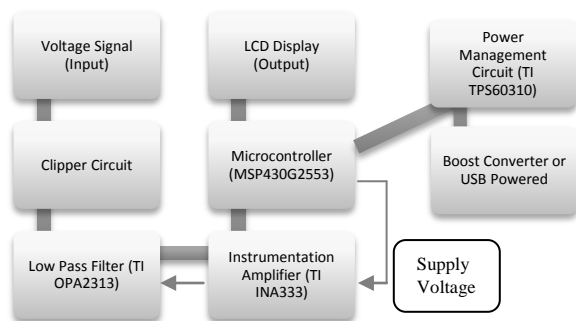 Voltage Signal
(Input)
LCD Display
(Output)
Power
Management
Circuit (TI
TPS60310)
Clipper Circuit
Microcontroller
(MSP430G2553)
Boost Converter or
USB Powered
Low Pass Filter (TI
OPA2313)
Instrumentation
Amplifier (TI
INA333)
Supply
Voltage